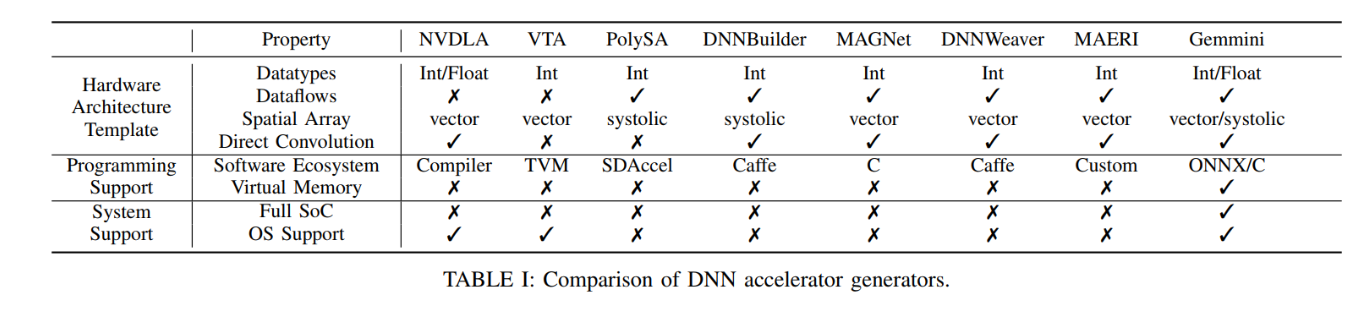 Property NVDLA VTA PolySA DNNBuilder MAGNet DNNWeaver MAERI Gemmini
Hardware Architecture Template
Datatypes Int/Float Int Int Int Int Int Int Int/Float
Dataflows ✗ ✗ ✓ ✓ ✓ ✓ ✓ ✓
Spatial Array vector vector systolic systolic vector vector vector vector/systolic
Direct Convolution ✓ ✗ ✗ ✓ ✓ ✓ ✓ ✓
Programming Support
Software Ecosystem Compiler TVM SDAccel Caffe C Caffe Custom ONNX/C
Virtual Memory ✗ ✗ ✗ ✗ ✗ ✗ ✗ ✓
System Support
Full SoC ✗ ✗ ✗ ✗ ✗ ✗ ✗ ✓
OS Support ✓ ✓ ✗ ✗ ✗ ✗ ✗ ✓
TABLE I: Comparison of DNN accelerator generators.